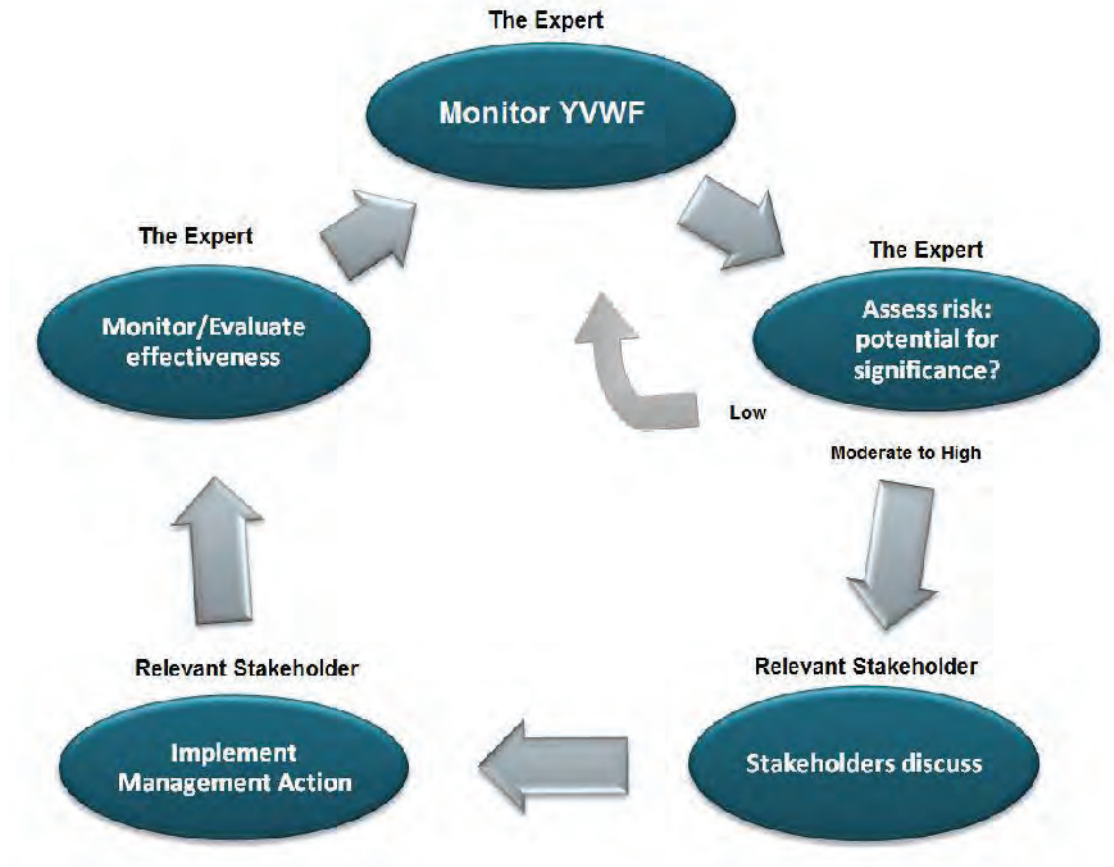 The Expert
Monitor YVWF
The Expert
Assess risk:
potential for
significance?
Low
Moderate to High
Relevant Stakeholder
Stakeholders discuss
Relevant Stakeholder
Implement
Management Action
The Expert
Monitor/Evaluate
effectiveness